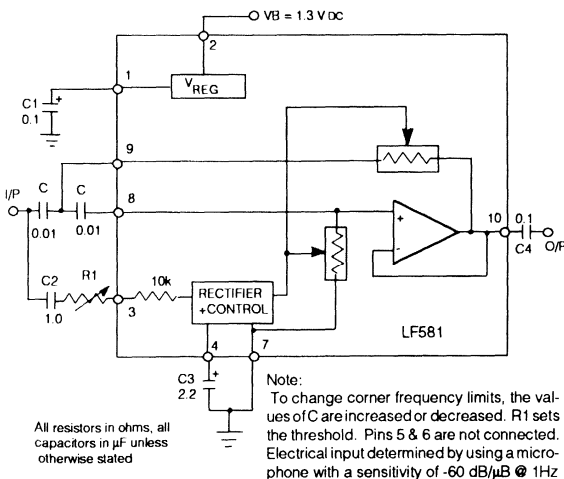 VB = 1.3 V DC
2
1
VREG
C1
+
0.1
9
I/P
C
C
8
0.01
0.01
+
-
10
0.1
C4
O/P
C2
R1
10k
1.0
3
RECTIFIER
+CONTROL
LF581
4
7
C3
+
2.2
All resistors in ohms, all
capacitors in µF unless
otherwise stated
Note:
To change corner frequency limits, the val-
ues of C are increased or decreased. R1 sets
the threshold. Pins 5 & 6 are not connected.
Electrical input determined by using a micro-
phone with a sensitivity of -60 dB/µB @ 1Hz